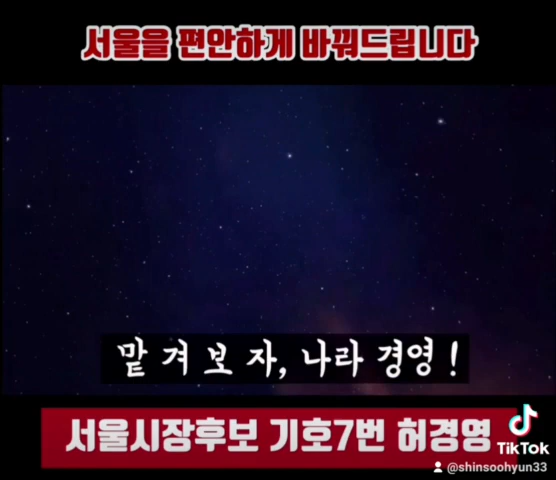 서울을 편안하게 바꿔드립니다
맡겨보자, 나라경영!
서울시장후보 기호7번 허경영
TikTok
@shinsoohyun33